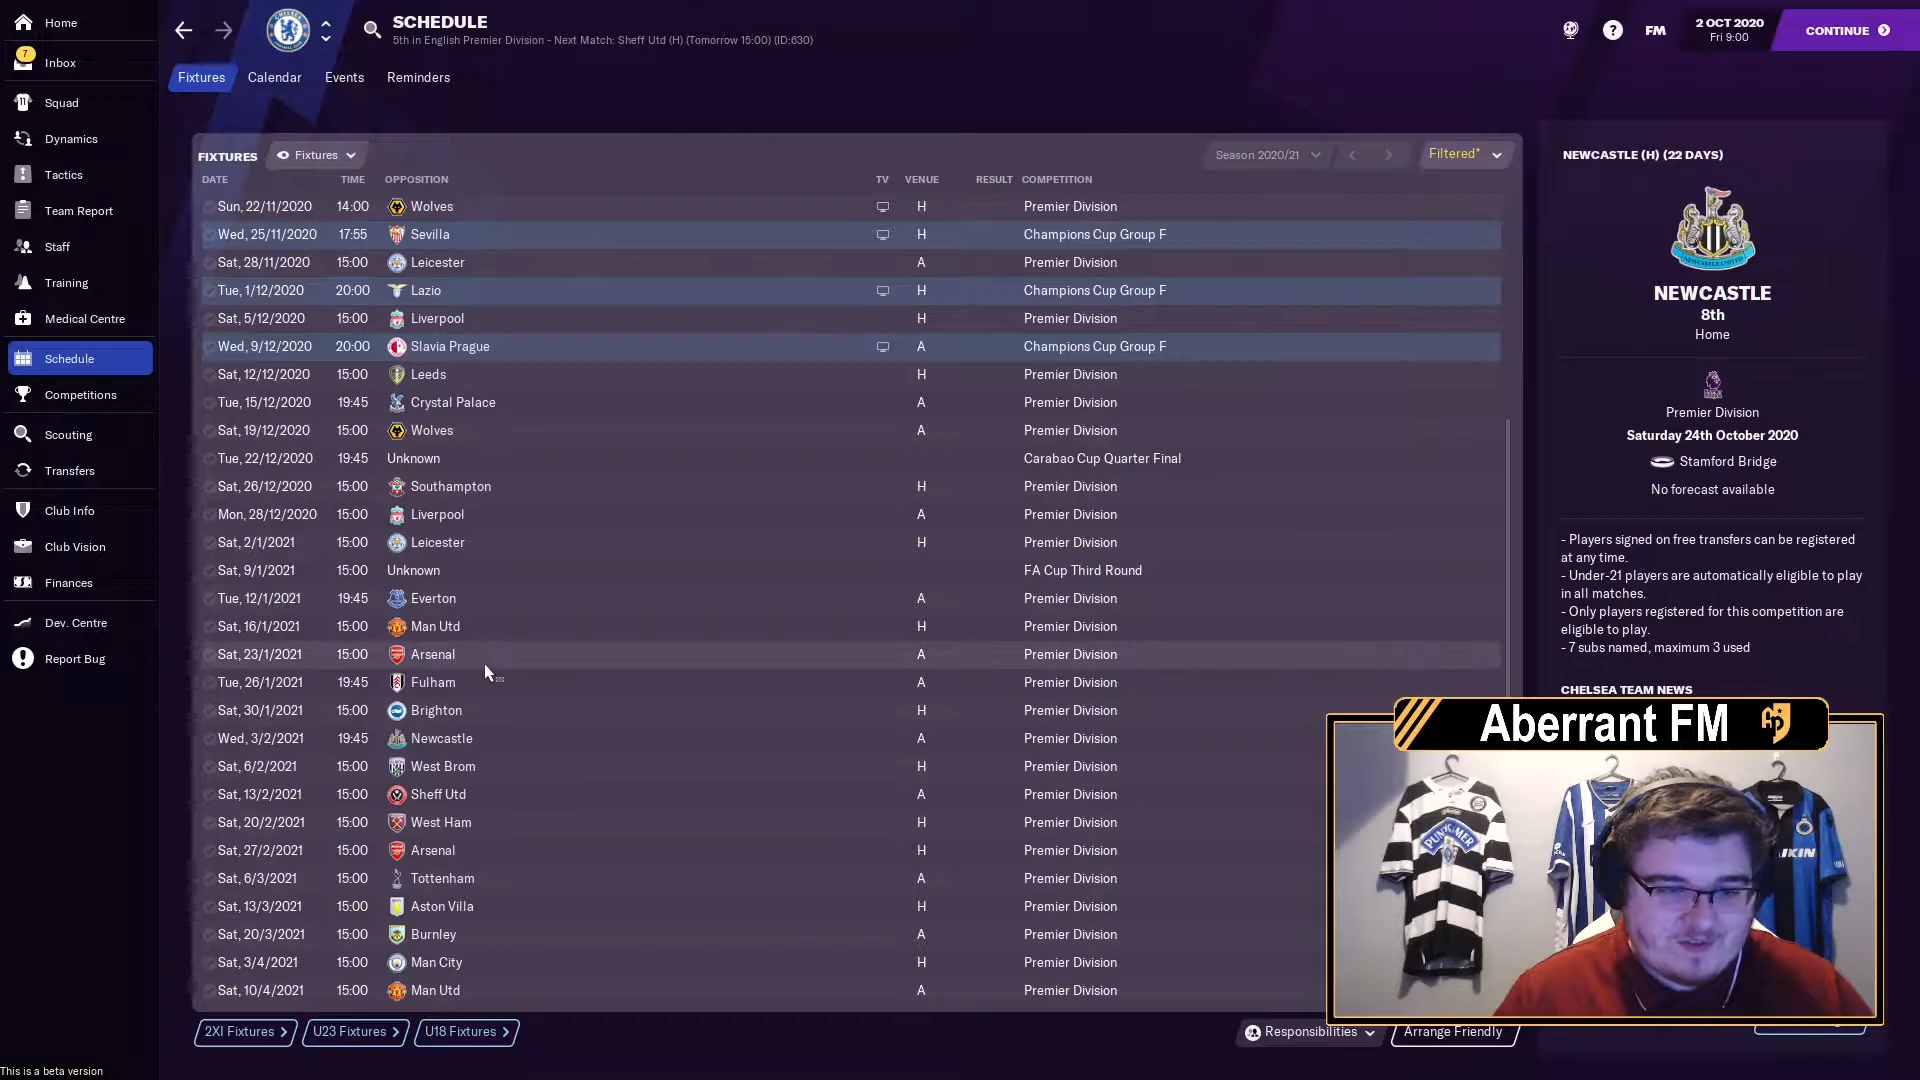 Home
SCHEDULE
5th in English Premier Division - Next Match: Sheff Utd (H) (Tomorrow 15:00) (ID:630)
FM
2 OCT 2020
Fri 9:00
CONTINUE
7
Inbox
Squad
Dynamics
Tactics
Team Report
Staff
Training
Medical Centre
Schedule
Competitions
Scouting
Transfers
Club Info
Club Vision
Finances
Dev. Centre
Report Bug
This is a beta version
Fixtures Calendar Events Reminders
FIXTURES Fixtures Season 2020/21 Filtered*
DATE TIME OPPOSITION TV VENUE RESULT COMPETITION
Sun, 22/11/2020 14:00 Wolves H Premier Division
Wed, 25/11/2020 17:55 Sevilla H Champions Cup Group F
Sat, 28/11/2020 15:00 Leicester A Premier Division
Tue, 1/12/2020 20:00 Lazio H Champions Cup Group F
Sat, 5/12/2020 15:00 Liverpool H Premier Division
Wed, 9/12/2020 20:00 Slavia Prague A Champions Cup Group F
Sat, 12/12/2020 15:00 Leeds H Premier Division
Tue, 15/12/2020 19:45 Crystal Palace A Premier Division
Sat, 19/12/2020 15:00 Wolves A Premier Division
Tue, 22/12/2020 19:45 Unknown Carabao Cup Quarter Final
Sat, 26/12/2020 15:00 Southampton H Premier Division
Mon, 28/12/2020 15:00 Liverpool A Premier Division
Sat, 2/1/2021 15:00 Leicester H Premier Division
Sat, 9/1/2021 15:00 Unknown FA Cup Third Round
Tue, 12/1/2021 19:45 Everton A Premier Division
Sat, 16/1/2021 15:00 Man Utd H Premier Division
Sat, 23/1/2021 15:00 Arsenal A Premier Division
Tue, 26/1/2021 19:45 Fulham A Premier Division
Sat, 30/1/2021 15:00 Brighton H Premier Division
Wed, 3/2/2021 19:45 Newcastle A Premier Division
Sat, 6/2/2021 15:00 West Brom H Premier Division
Sat, 13/2/2021 15:00 Sheff Utd A Premier Division
Sat, 20/2/2021 15:00 West Ham H Premier Division
Sat, 27/2/2021 15:00 Arsenal H Premier Division
Sat, 6/3/2021 15:00 Tottenham A Premier Division
Sat, 13/3/2021 15:00 Aston Villa H Premier Division
Sat, 20/3/2021 15:00 Burnley A Premier Division
Sat, 3/4/2021 15:00 Man City H Premier Division
Sat, 10/4/2021 15:00 Man Utd A Premier Division
2XI Fixtures U23 Fixtures U18 Fixtures Responsibilities Arrange Friendly
NEWCASTLE (H) (22 DAYS)
NEWCASTLE
8th
Home
Premier Division
Saturday 24th October 2020
Stamford Bridge
No forecast available
- Players signed on free transfers can be registered
at any time.
- Under-21 players are automatically eligible to play
in all matches.
- Only players registered for this competition are
eligible to play.
- 7 subs named, maximum 3 used
CHELSEA TEAM NEWS
Aberrant FM